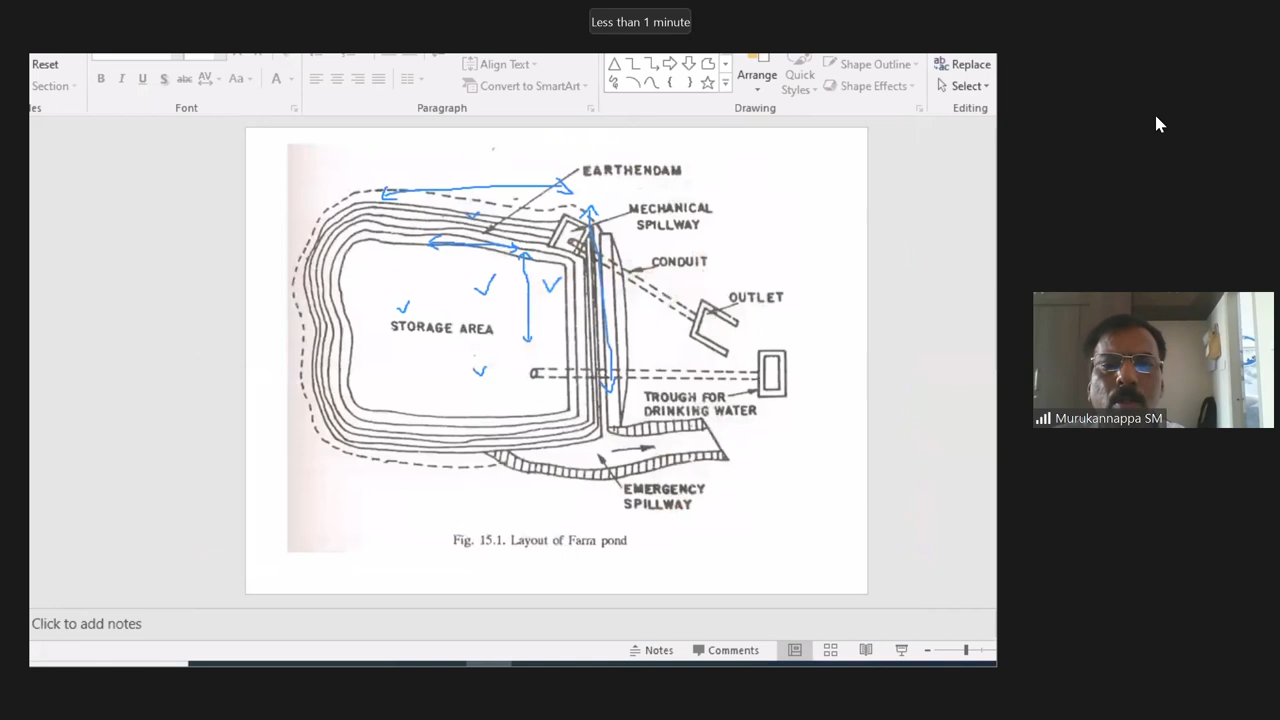 Less than 1 minute
Reset
Section
les
B I U S abc AV Aa A
Font
Align Text
Convert to SmartArt
Paragraph
Arrange
Quick
Styles
Shape Outline
Shape Effects
Drawing
Replace
Select
Editing
EARTHENDAM
MECHANICAL
SPILLWAY
CONDUIT
OUTLET
STORAGE AREA
TROUGH FOR
DRINKING WATER
EMERGENCY
SPILLWAY
Fig. 15.1. Layout of Farra pond
Murukannappa SM
Click to add notes
Notes
Comments